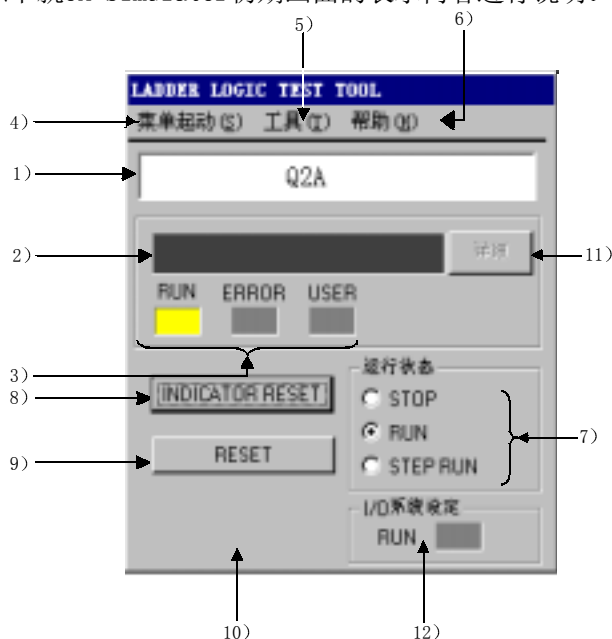 5)
6)
LADDER LOGIC TEST TOOL
4)
菜单起动(S) 工具(T) 帮助(H)
1)
Q2A
2)
详细
11)
RUN ERROR USER
3)
运行状态
8)
INDICATOR RESET
STOP
RUN
7)
9)
RESET
STEP RUN
I/O系统设定
RUN
10)
12)